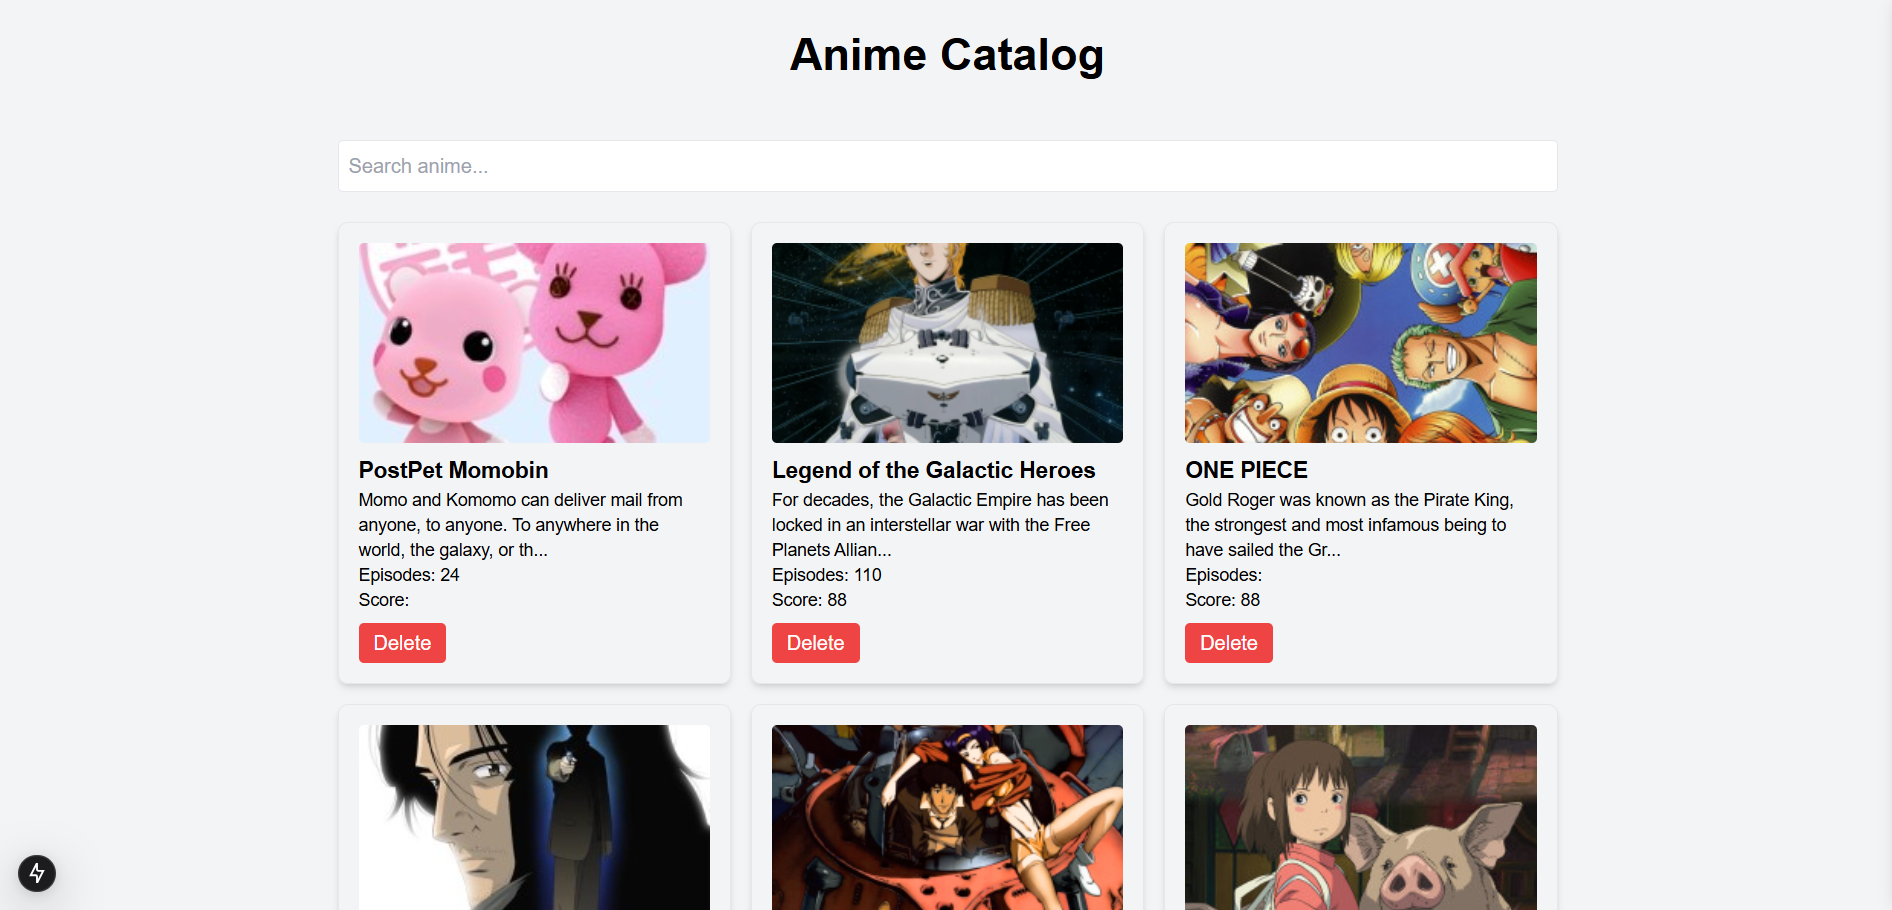 Anime Catalog
Search anime...
PostPet Momobin
Momo and Komomo can deliver mail from
anyone, to anyone. To anywhere in the
world, the galaxy, or th...
Episodes: 24
Score:
Delete
Legend of the Galactic Heroes
For decades, the Galactic Empire has been
locked in an interstellar war with the Free
Planets Allian...
Episodes: 110
Score: 88
Delete
ONE PIECE
Gold Roger was known as the Pirate King,
the strongest and most infamous being to
have sailed the Gr...
Episodes:
Score: 88
Delete